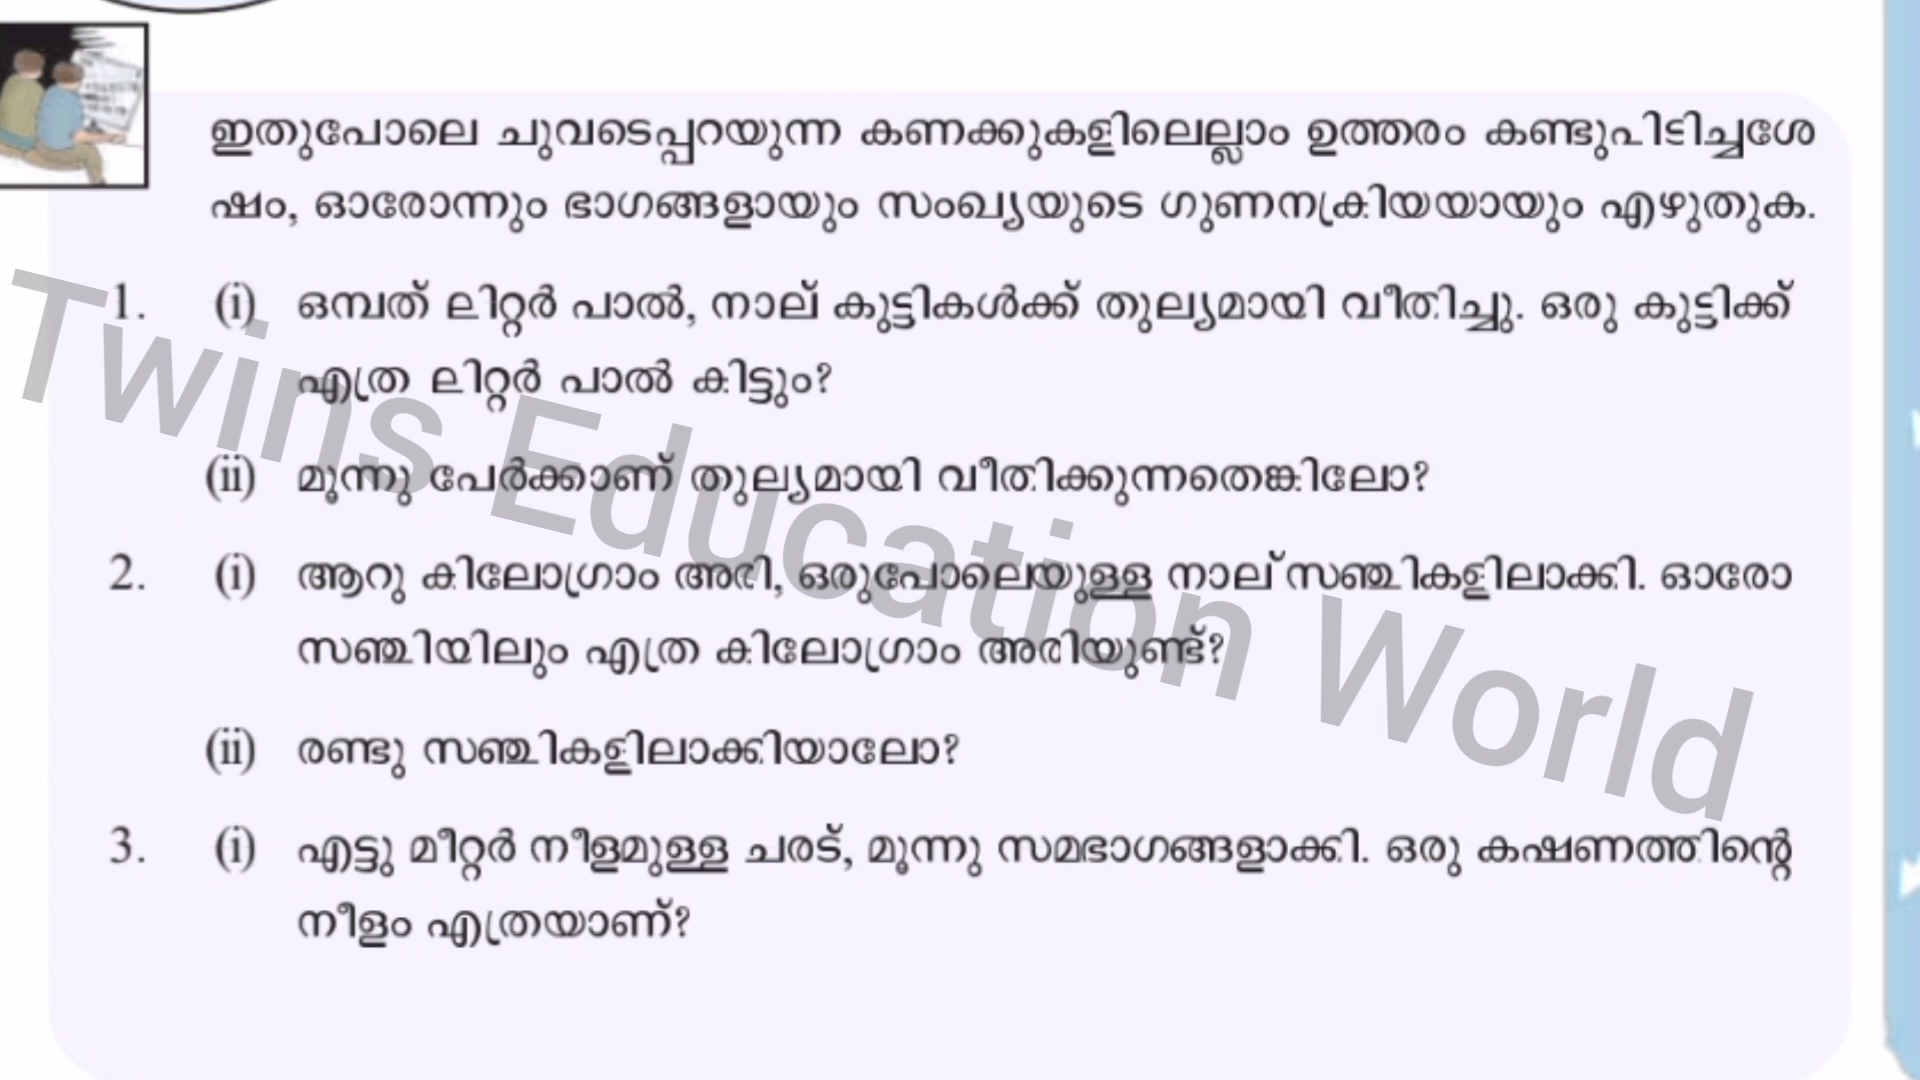 ഇതുപോലെ ചുവടെപ്പറയുന്ന കണക്കുകളിലെല്ലാം ഉത്തരം കണ്ടുപിടിച്ചശേ
ഷം, ഓരോന്നും ഭാഗങ്ങളായും സംഖ്യയുടെ ഗുണനക്രിയയായും എഴുതുക.
1. (i) ഒമ്പത് ലിറ്റർ പാൽ, നാല് കുട്ടികൾക്ക് തുല്യമായി വീതിച്ചു. ഒരു കുട്ടിക്ക്
എത്ര ലിറ്റർ പാൽ കിട്ടും?
(ii) മൂന്നു പേർക്കാണ് തുല്യമായി വീതിക്കുന്നതെങ്കിലോ?
2. (i) ആറു കിലോഗ്രാം അരി, ഒരുപോലെയുള്ള നാല് സഞ്ചികളിലാക്കി. ഓരോ
സഞ്ചിയിലും എത്ര കിലോഗ്രാം അരിയുണ്ട്?
(ii) രണ്ടു സഞ്ചികളിലാക്കിയാലോ?
3. (i) എട്ടു മീറ്റർ നീളമുള്ള ചരട്, മൂന്നു സമഭാഗങ്ങളാക്കി. ഒരു കഷണത്തിന്റെ
നീളം എത്രയാണ്?
Twins Education World